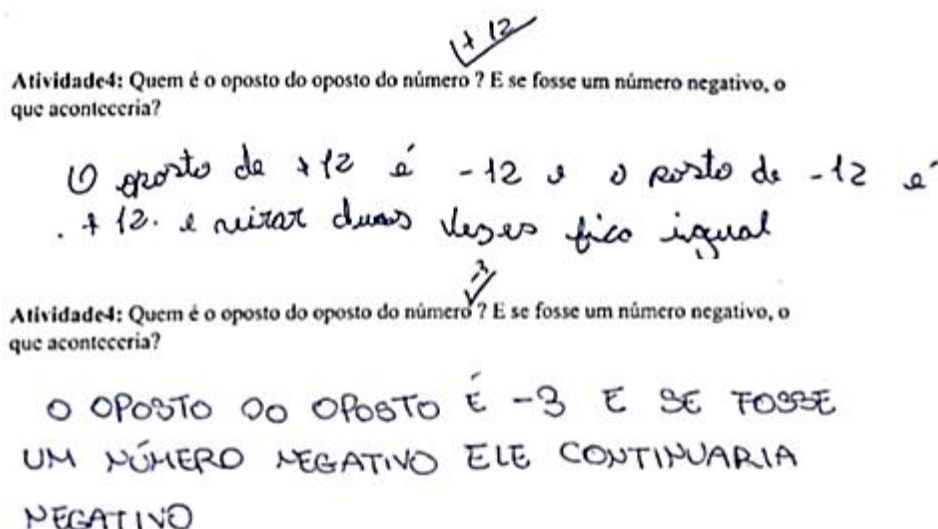 + 12
Atividade4: Quem é o oposto do oposto do número ? E se fosse um número negativo, o
que aconteceria?
O oposto de +12 é -12 e o posto de -12 é
+12. e duas vezes fico igual
-3
Atividade4: Quem é o oposto do oposto do número ? E se fosse um número negativo, o
que aconteceria?
O OPOSTO DO OPOSTO É -3 E SE FOSSE
UM NÚMERO NEGATIVO ELE CONTINUARIA
NEGATIVO